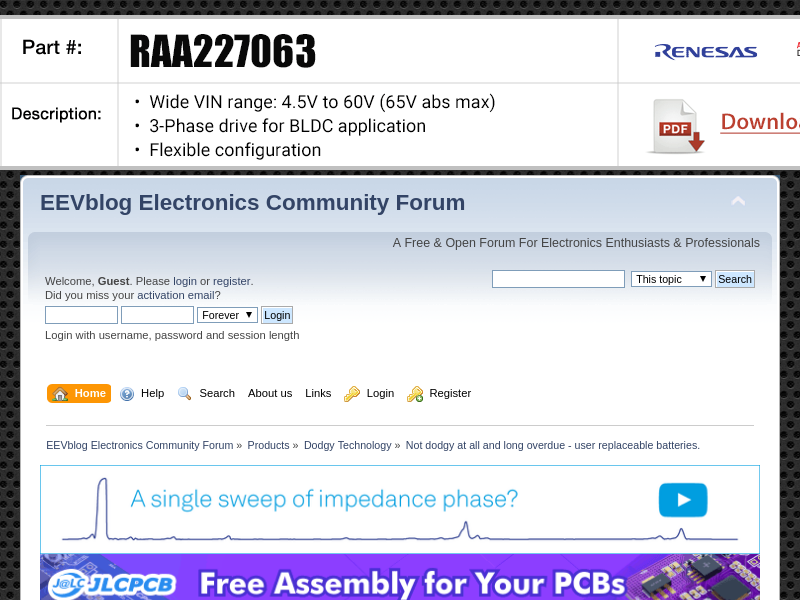 Part #:
RAA227063
RENESAS
Description:
• Wide VIN range: 4.5V to 60V (65V abs max)
• 3-Phase drive for BLDC application
• Flexible configuration
PDF
EEVblog Electronics Community Forum
A Free & Open Forum For Electronics Enthusiasts & Professionals
Welcome, Guest. Please login or register.
Did you miss your activation email?
This topic
Search
Forever
Login
Login with username, password and session length
Home Help Search About us Links Login Register
EEVblog Electronics Community Forum » Products » Dodgy Technology » Not dodgy at all and long overdue - user replaceable batteries.
A single sweep of impedance phase?
J@LC JLCPCB Free Assembly for Your PCBs